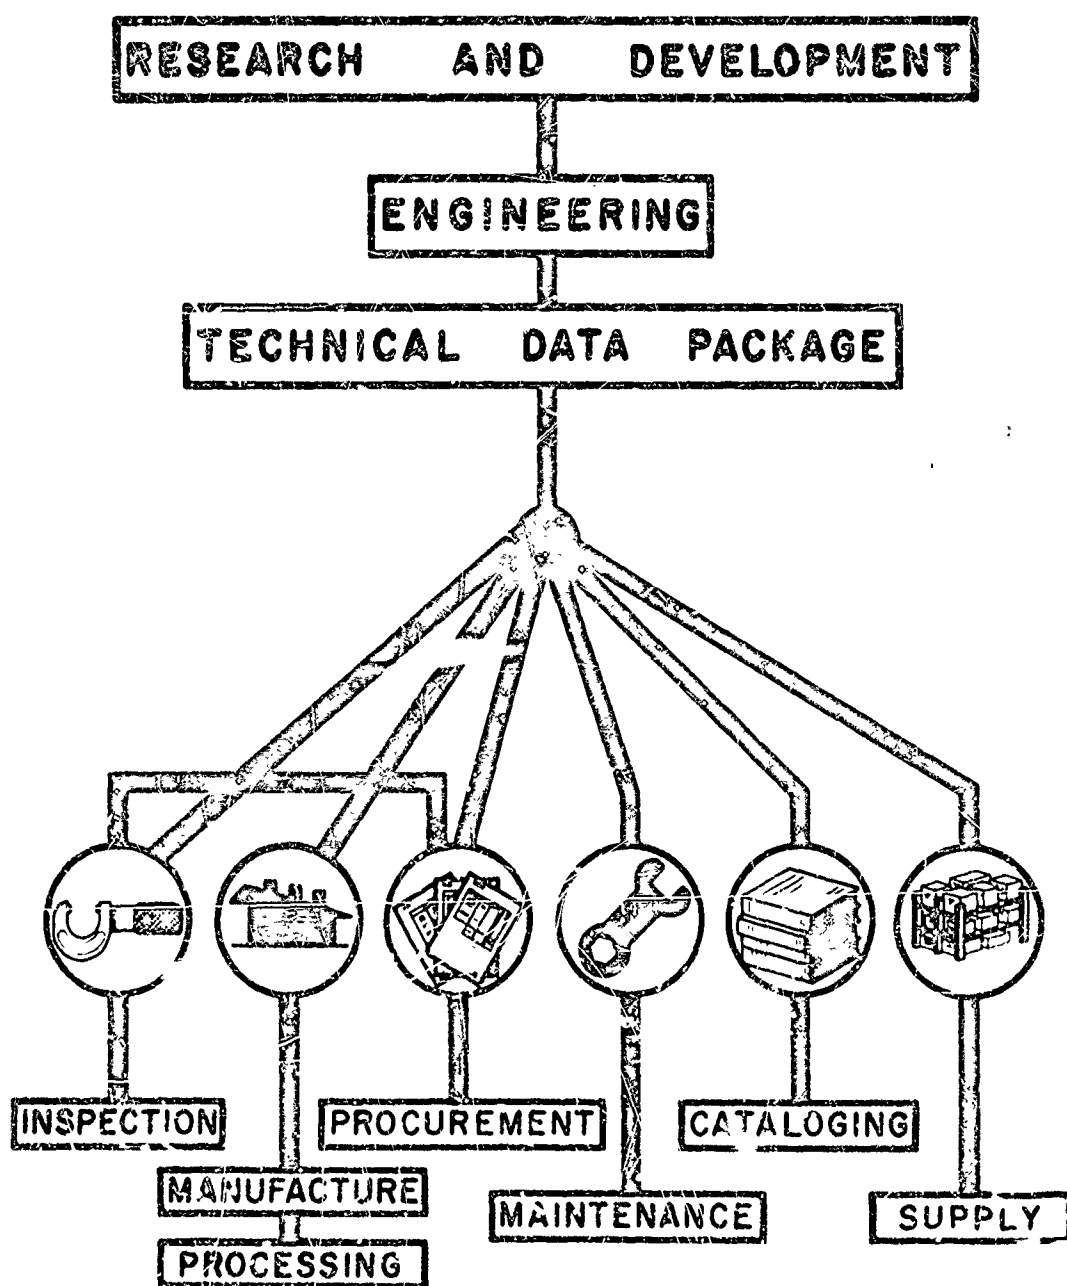 RESEARCH AND DEVELOPMENT
ENGINEERING
TECHNICAL DATA PACKAGE
INSPECTION
PROCUREMENT
CATALOGING
MANUFACTURE
MAINTENANCE
SUPPLY
PROCESSING